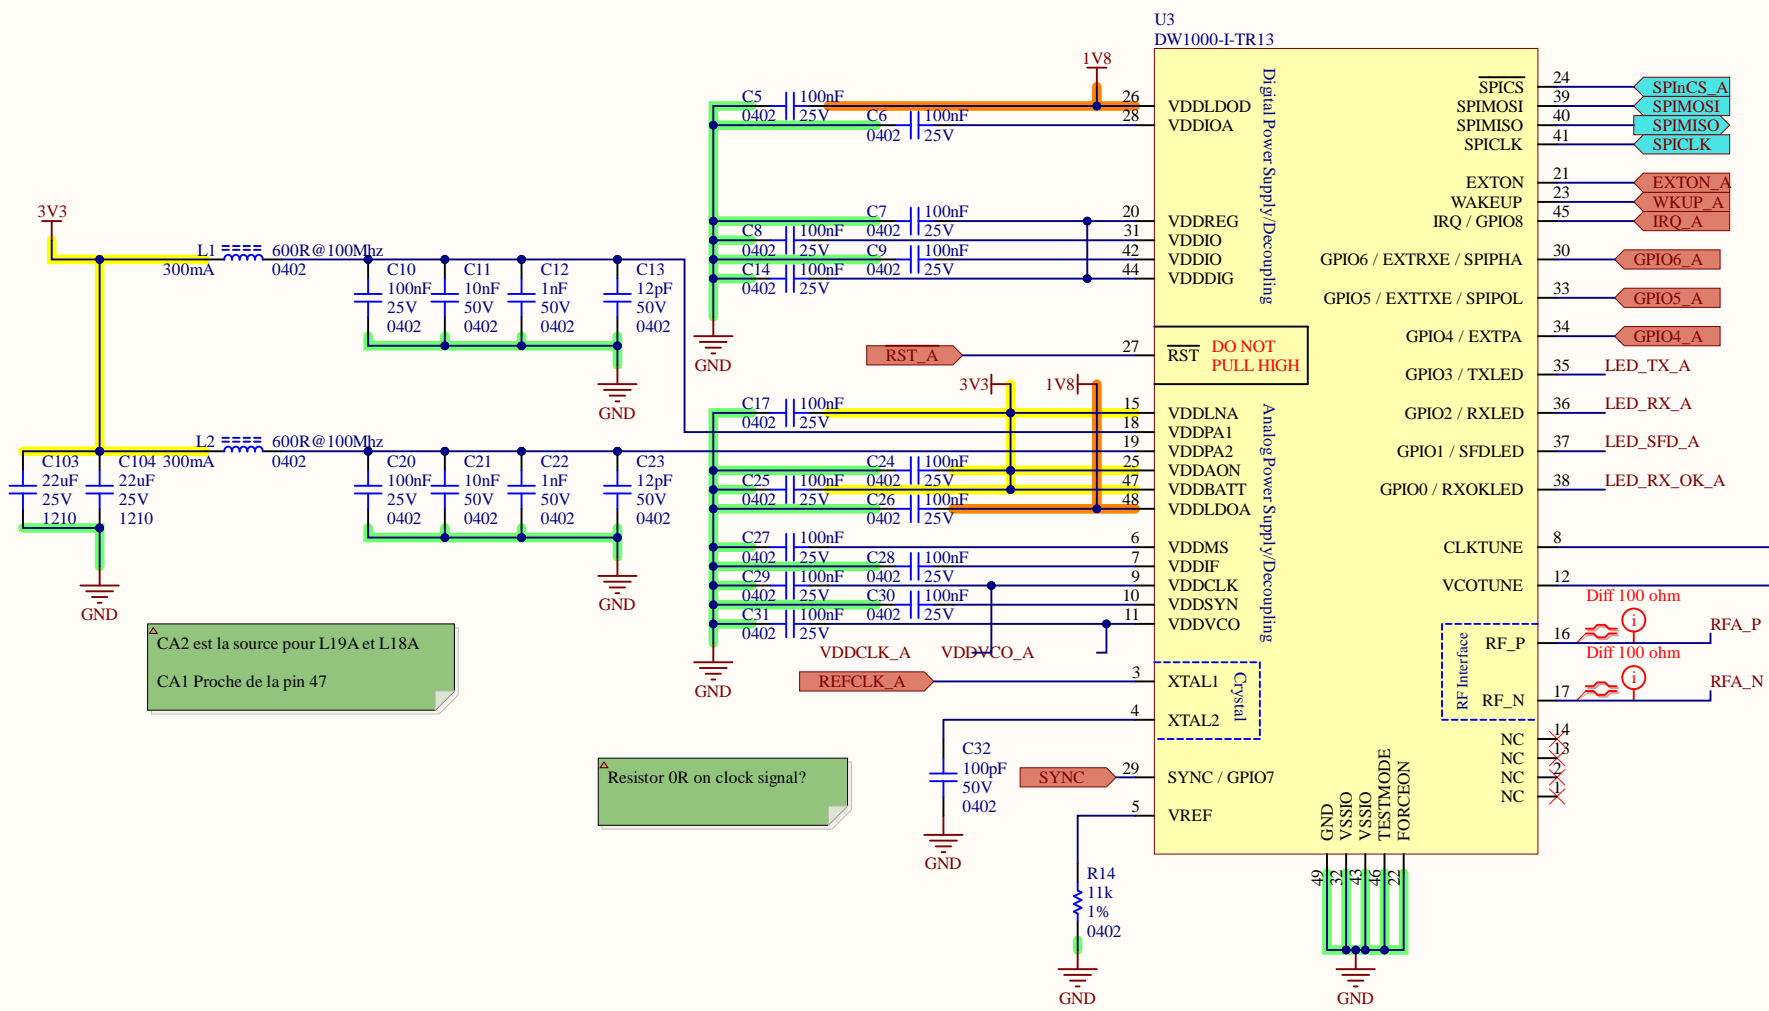 U3
DW1000-I-TR13
1V8
Digital Power Supply/Decoupling
C5 100nF
0402 25V
C6 100nF
0402 25V
26 VDDLDOD
28 VDDIOA
C7 100nF
0402 25V
C8 100nF
0402 25V
C9 100nF
0402 25V
C14 100nF
0402 25V
20 VDDREG
31 VDDIO
42 VDDIO
44 VDDDIG
GND
RST_A
27 RST
DO NOT
PULL HIGH
3V3
L1 600R@100Mhz
300mA 0402
C10
100nF
25V
0402
C11
10nF
50V
0402
C12
1nF
50V
0402
C13
12pF
50V
0402
GND
L2 600R@100Mhz
300mA 0402
C103
22uF
25V
1210
C104
22uF
25V
1210
GND
C20
100nF
25V
0402
C21
10nF
50V
0402
C22
1nF
50V
0402
C23
12pF
50V
0402
GND
3V3
1V8
Analog Power Supply/Decoupling
C17 100nF
0402 25V
C24 100nF
0402 25V
C25 100nF
0402 25V
C26 100nF
0402 25V
15 VDDLNA
18 VDDPA1
19 VDDPA2
25 VDDAON
47 VDDBATT
48 VDDLDOA
C27 100nF
0402 25V
C28 100nF
0402 25V
C29 100nF
0402 25V
C30 100nF
0402 25V
C31 100nF
0402 25V
6 VDDMS
7 VDDIF
9 VDDCLK
10 VDDSYN
11 VDDVCO
GND
VDDCLK_A
VDDVCO_A
REFCLK_A
3 XTAL1
4 XTAL2
Crystal
C32
100pF
50V
0402
GND
SYNC
29 SYNC / GPIO7
5 VREF
R14
11k
1%
0402
GND
CA2 est la source pour L19A et L18A
CA1 Proche de la pin 47
Resistor 0R on clock signal?
SPICS 24 SPInCS_A
SPIMOSI 39 SPIMOSI
SPIMISO 40 SPIMISO
SPICLK 41 SPICLK
EXTON 21 EXTON_A
WAKEUP 23 WKUP_A
IRQ / GPIO8 45 IRQ_A
GPIO6 / EXTRXE / SPIPHA 30 GPIO6_A
GPIO5 / EXTTXE / SPIPOL 33 GPIO5_A
GPIO4 / EXTPA 34 GPIO4_A
GPIO3 / TXLED 35 LED_TX_A
GPIO2 / RXLED 36 LED_RX_A
GPIO1 / SFDLED 37 LED_SFD_A
GPIO0 / RXOKLED 38 LED_RX_OK_A
CLKTUNE 8
VCOTUNE 12
Diff 100 ohm
i
RF Interface
RF_P 16 RFA_P
Diff 100 ohm
i
RF_N 17 RFA_N
NC 14
NC 13
NC 2
NC 1
GND 49
VSSIO 32
VSSIO 43
TESTMODE 46
FORCEON 22
GND